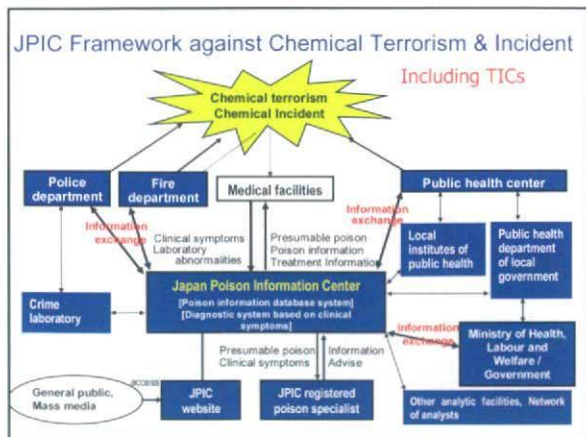 JPIC Framework against Chemical Terrorism & Incident
Including TICs
Chemical terrorism
Chemical Incident
Police
department
Fire
department
Medical facilities
Public health center
Information
exchange
Clinical symptoms
Laboratory
abnormalities
Presumable poison
Poison information
Treatment Information
Information
exchange
Local
institutes of
public health
Public health
department
of local
government
Crime
laboratory
Japan Poison Information Center
[Poison information database system]
[Diagnostic system based on clinical
symptoms]
Information
exchange
Ministry of Health,
Labour and
Welfare /
Government
Presumable poison
Clinical symptoms
Information
Advise
General public,
Mass media
access
JPIC
website
JPIC registered
poison specialist
Other analytic facilities, Network
of analysts